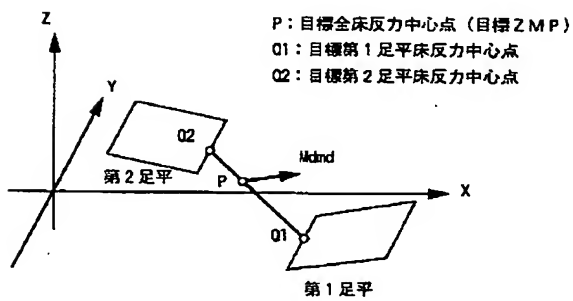 Z
P：目標全床反力中心点（目標ZMP）
Q1：目標第1足平床反力中心点
Q2：目標第2足平床反力中心点
Y
Q2
Mdmd
第2足平
P
X
Q1
第1足平